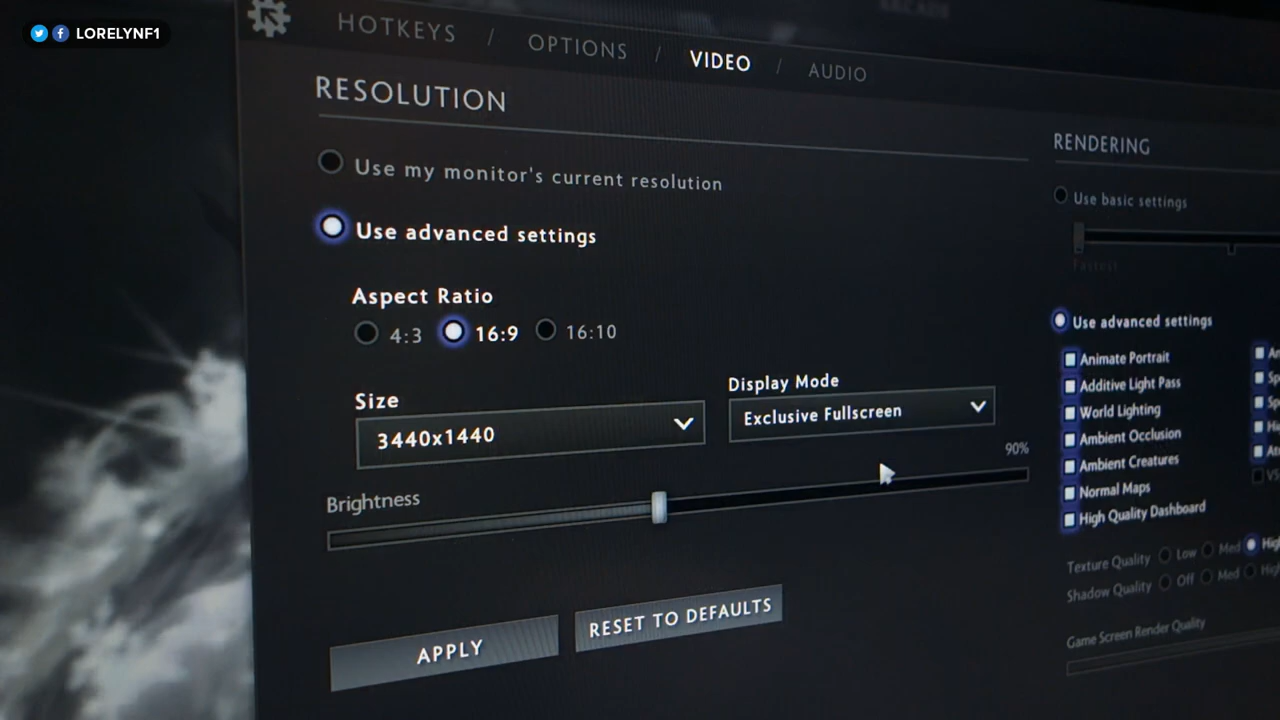 LORELYNF1
HOTKEYS / OPTIONS / VIDEO / AUDIO
RESOLUTION
Use my monitor's current resolution
Use advanced settings
Aspect Ratio
4:3 16:9 16:10
Size
3440x1440
Display Mode
Exclusive Fullscreen
Brightness
90%
APPLY
RESET TO DEFAULTS
RENDERING
Use basic settings
Fastest
Use advanced settings
Animate Portrait
Additive Light Pass
World Lighting
Ambient Occlusion
Ambient Creatures
Normal Maps
High Quality Dashboard
Texture Quality Low Med High
Shadow Quality Off Med High
Game Screen Render Quality